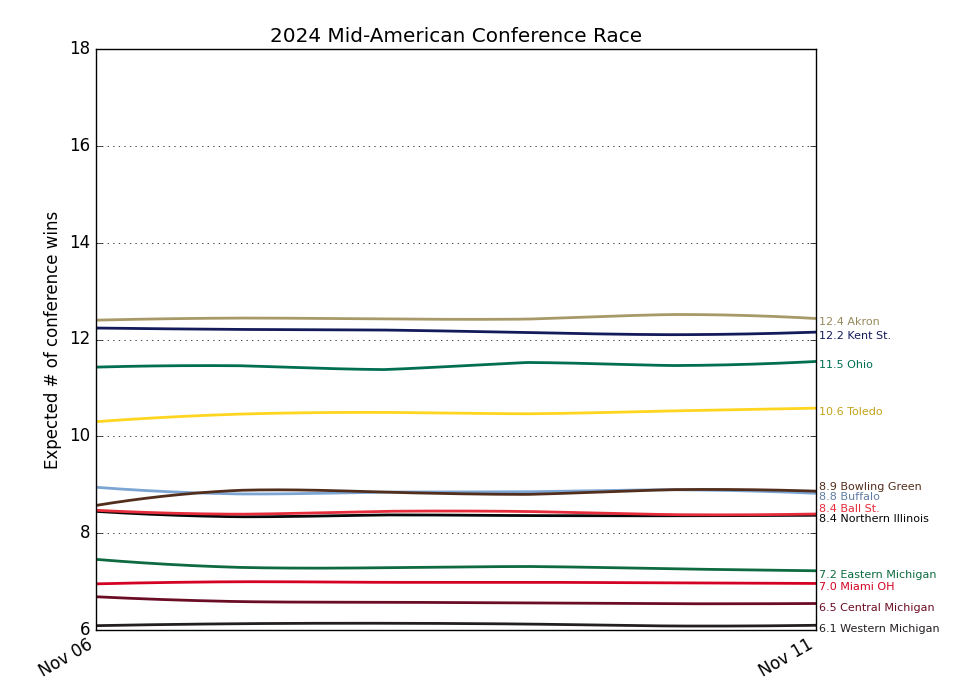 2024 Mid-American Conference Race
Expected # of conference wins
18
16
14
12
10
8
6
12.4 Akron
12.2 Kent St.
11.5 Ohio
10.6 Toledo
8.9 Bowling Green
8.8 Buffalo
8.4 Ball St.
8.4 Northern Illinois
7.2 Eastern Michigan
7.0 Miami OH
6.5 Central Michigan
6.1 Western Michigan
Nov 06
Nov 11